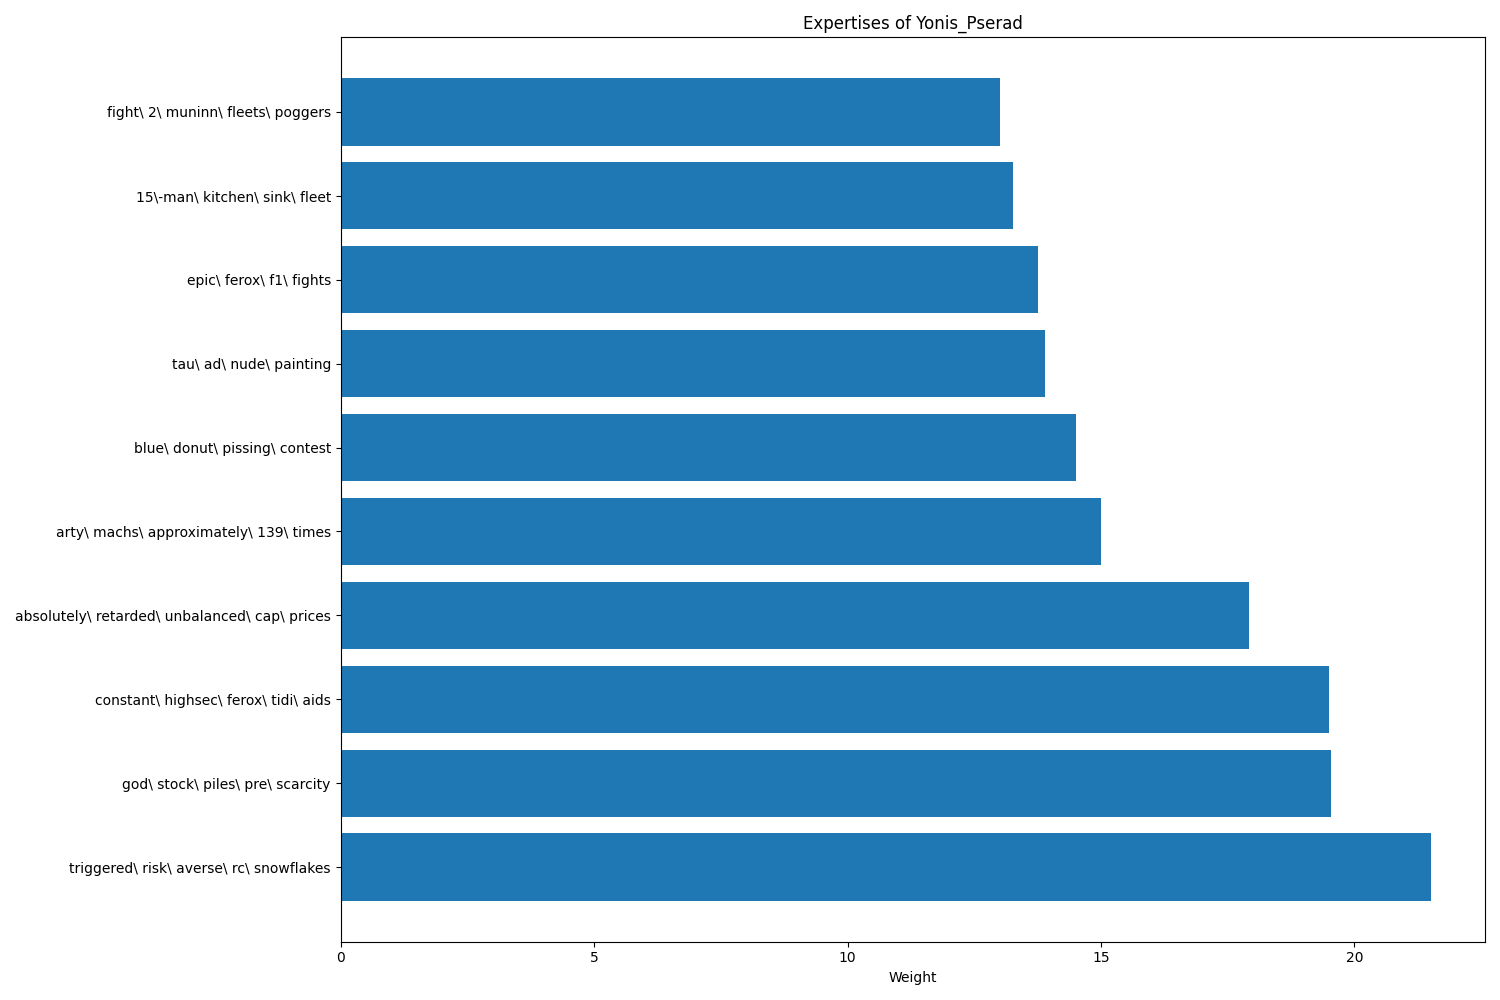 Expertises of Yonis_Pserad
fight\ 2\ muninn\ fleets\ poggers
15\-man\ kitchen\ sink\ fleet
epic\ ferox\ f1\ fights
tau\ ad\ nude\ painting
blue\ donut\ pissing\ contest
arty\ machs\ approximately\ 139\ times
absolutely\ retarded\ unbalanced\ cap\ prices
constant\ highsec\ ferox\ tidi\ aids
god\ stock\ piles\ pre\ scarcity
triggered\ risk\ averse\ rc\ snowflakes
0 5 10 15 20
Weight